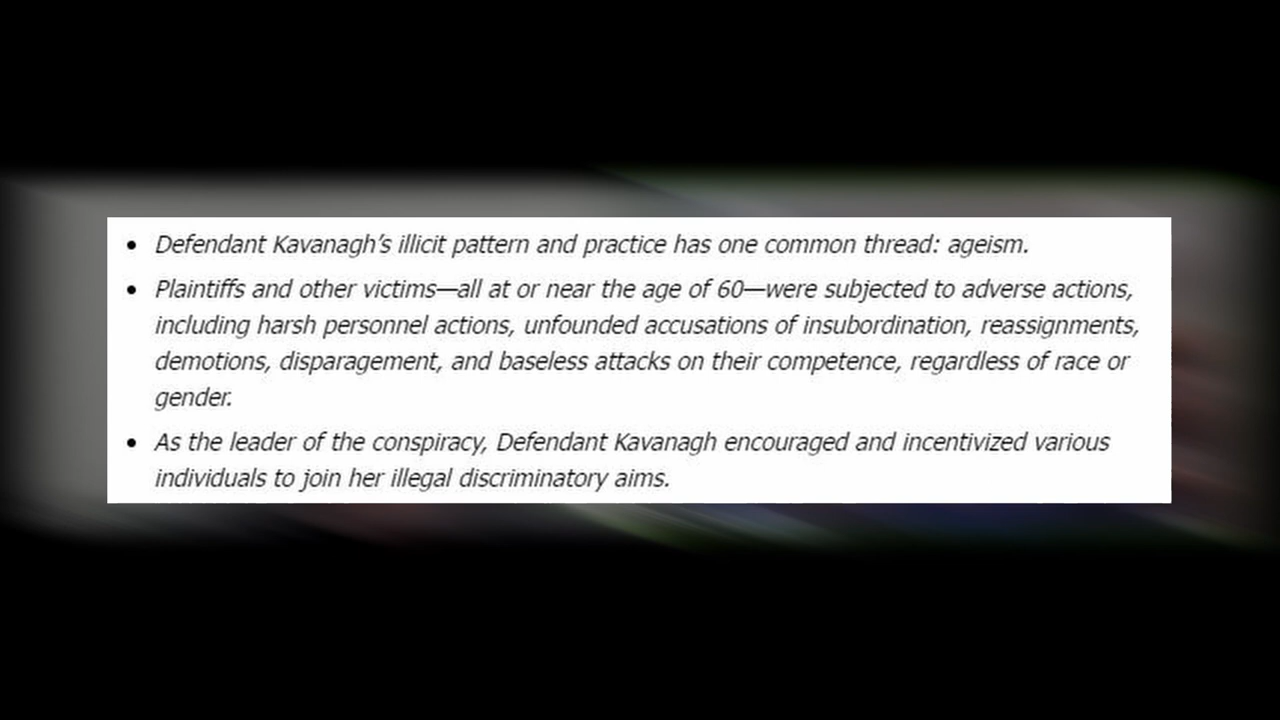 • Defendant Kavanagh’s illicit pattern and practice has one common thread: ageism.
• Plaintiffs and other victims—all at or near the age of 60—were subjected to adverse actions,
including harsh personnel actions, unfounded accusations of insubordination, reassignments,
demotions, disparagement, and baseless attacks on their competence, regardless of race or
gender.
• As the leader of the conspiracy, Defendant Kavanagh encouraged and incentivized various
individuals to join her illegal discriminatory aims.